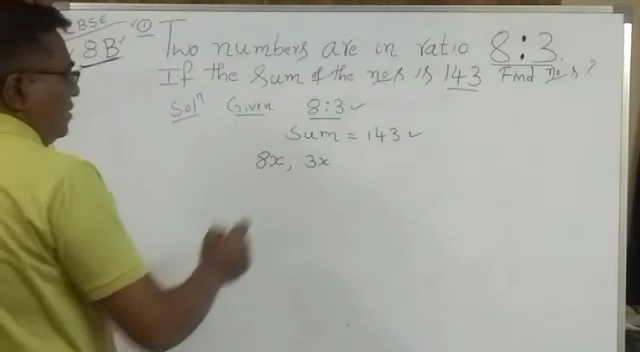 CBSE
8B
① Two numbers are in ratio 8:3.
If the Sum of the no.s is 143 Find no.s?
Solⁿ Given 8:3 ✓
Sum = 143 ✓
8x, 3x